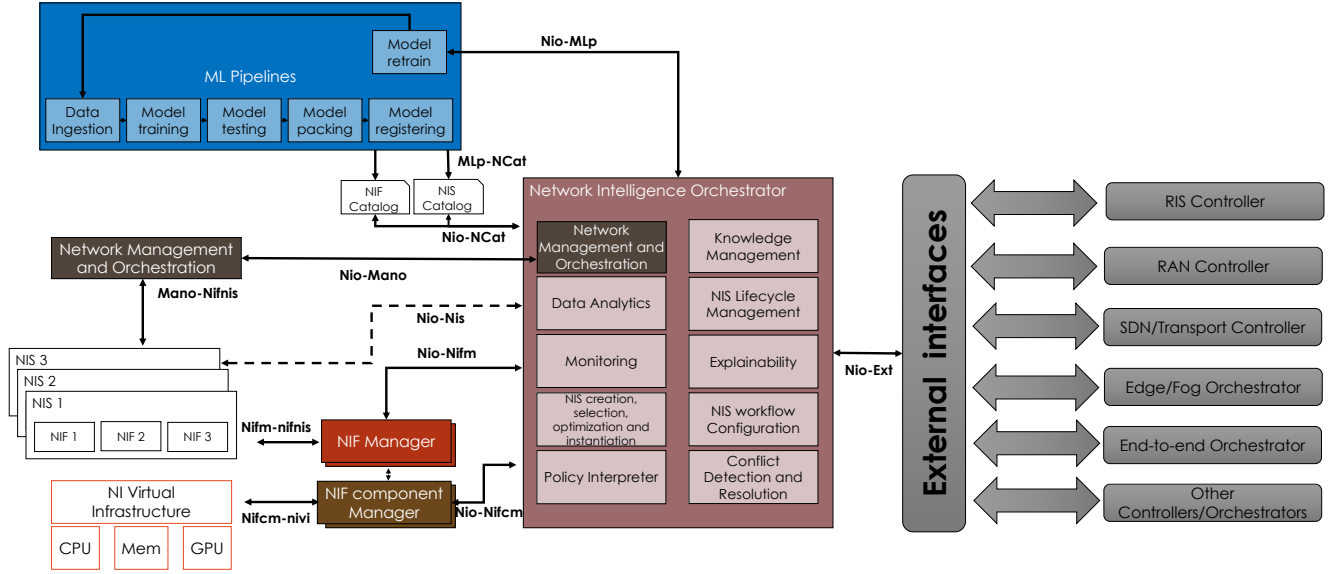 Nio-MLp
Model
retrain
ML Pipelines
Data
Ingestion
Model
training
Model
testing
Model
packing
Model
registering
MLp-NCat
NIF
Catalog
NIS
Catalog
Nio-NCat
Network Management
and Orchestration
Nio-Mano
Mano-Nifnis
Nio-Nis
Nio-Nifm
NIS 3
NIS 2
NIS 1
NIF 1
NIF 2
NIF 3
Nifm-nifnis
NIF Manager
NI Virtual
Infrastructure
Nifcm-nivi
NIF component
Manager
Nio-Nifcm
CPU
Mem
GPU
Network Intelligence Orchestrator
Network
Management and
Orchestration
Knowledge
Management
Data Analytics
NIS Lifecycle
Management
Monitoring
Explainability
NIS creation,
selection,
optimization and
instantiation
NIS workflow
Configuration
Policy Interpreter
Conflict
Detection and
Resolution
Nio-Ext
External interfaces
RIS Controller
RAN Controller
SDN/Transport Controller
Edge/Fog Orchestrator
End-to-end Orchestrator
Other
Controllers/Orchestrators